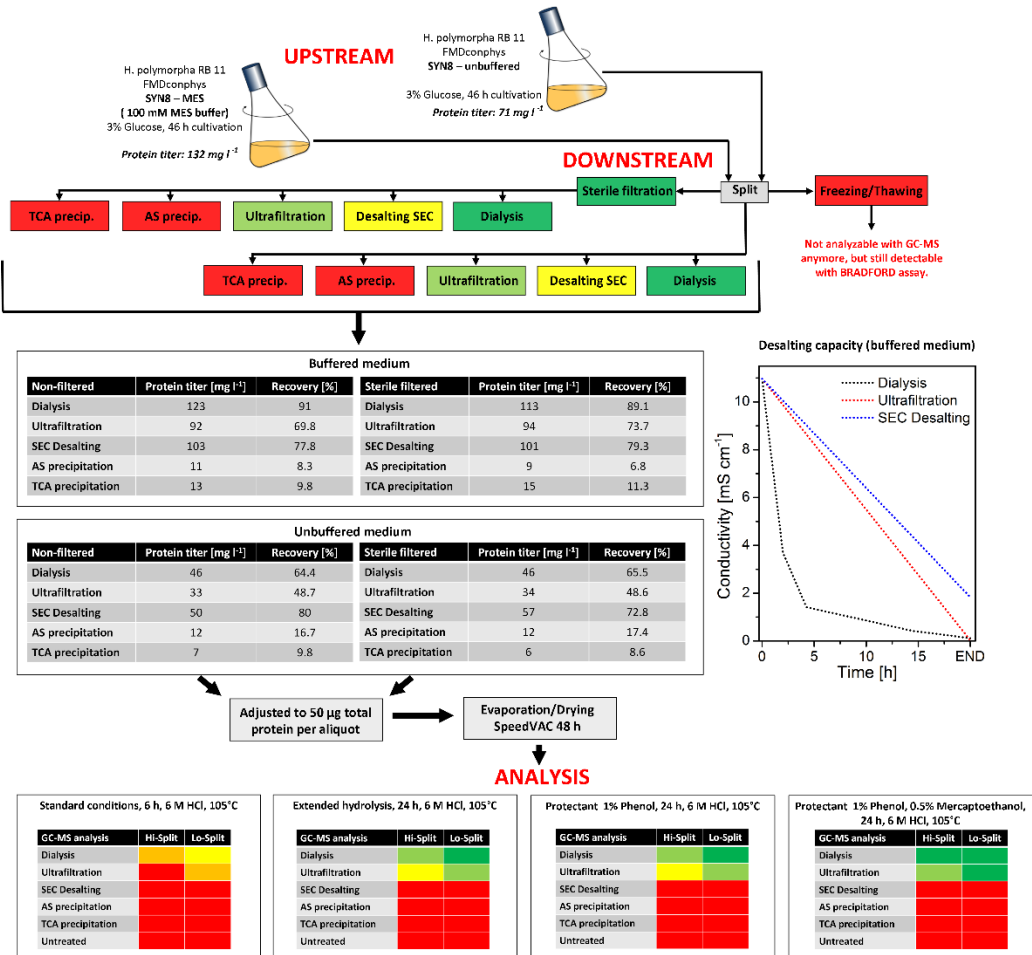 UPSTREAM
H. polymorpha RB 11
FMDconphys
SYN8 – MES
( 100 mM MES buffer)
3% Glucose, 46 h cultivation
Protein titer: 132 mg l-1
H. polymorpha RB 11
FMDconphys
SYN8 – unbuffered
3% Glucose, 46 h cultivation
Protein titer: 71 mg l-1
DOWNSTREAM
Sterile filtration
Split
Freezing/Thawing
TCA precip.
AS precip.
Ultrafiltration
Desalting SEC
Dialysis
Not analyzable with GC-MS
anymore, but still detectable
with BRADFORD assay.
TCA precip.
AS precip.
Ultrafiltration
Desalting SEC
Dialysis
Buffered medium
Non-filtered Protein titer [mg l-1] Recovery [%] Sterile filtered Protein titer [mg l-1] Recovery [%]
Dialysis 123 91 Dialysis 113 89.1
Ultrafiltration 92 69.8 Ultrafiltration 94 73.7
SEC Desalting 103 77.8 SEC Desalting 101 79.3
AS precipitation 11 8.3 AS precipitation 9 6.8
TCA precipitation 13 9.8 TCA precipitation 15 11.3
Unbuffered medium
Non-filtered Protein titer [mg l-1] Recovery [%] Sterile filtered Protein titer [mg l-1] Recovery [%]
Dialysis 46 64.4 Dialysis 46 65.5
Ultrafiltration 33 48.7 Ultrafiltration 34 48.6
SEC Desalting 50 80 SEC Desalting 57 72.8
AS precipitation 12 16.7 AS precipitation 12 17.4
TCA precipitation 7 9.8 TCA precipitation 6 8.6
Desalting capacity (buffered medium)
Dialysis
Ultrafiltration
SEC Desalting
Conductivity [mS cm-1]
10
8
6
4
2
0
0 5 10 15 END
Time [h]
Adjusted to 50 µg total
protein per aliquot
Evaporation/Drying
SpeedVAC 48 h
ANALYSIS
Standard conditions, 6 h, 6 M HCl, 105°C
GC-MS analysis Hi-Split Lo-Split
Dialysis
Ultrafiltration
SEC Desalting
AS precipitation
TCA precipitation
Untreated
Extended hydrolysis, 24 h, 6 M HCl, 105°C
GC-MS analysis Hi-Split Lo-Split
Dialysis
Ultrafiltration
SEC Desalting
AS precipitation
TCA precipitation
Untreated
Protectant 1% Phenol, 24 h, 6 M HCl, 105°C
GC-MS analysis Hi-Split Lo-Split
Dialysis
Ultrafiltration
SEC Desalting
AS precipitation
TCA precipitation
Untreated
Protectant 1% Phenol, 0.5% Mercaptoethanol,
24 h, 6 M HCl, 105°C
GC-MS analysis Hi-Split Lo-Split
Dialysis
Ultrafiltration
SEC Desalting
AS precipitation
TCA precipitation
Untreated